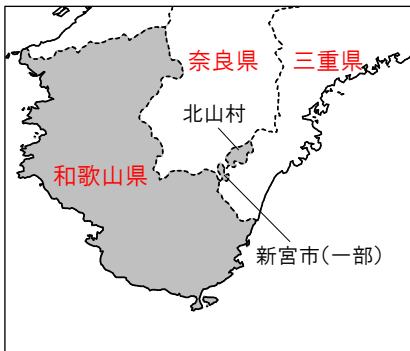 奈良県
三重県
北山村
和歌山県
新宮市(一部)